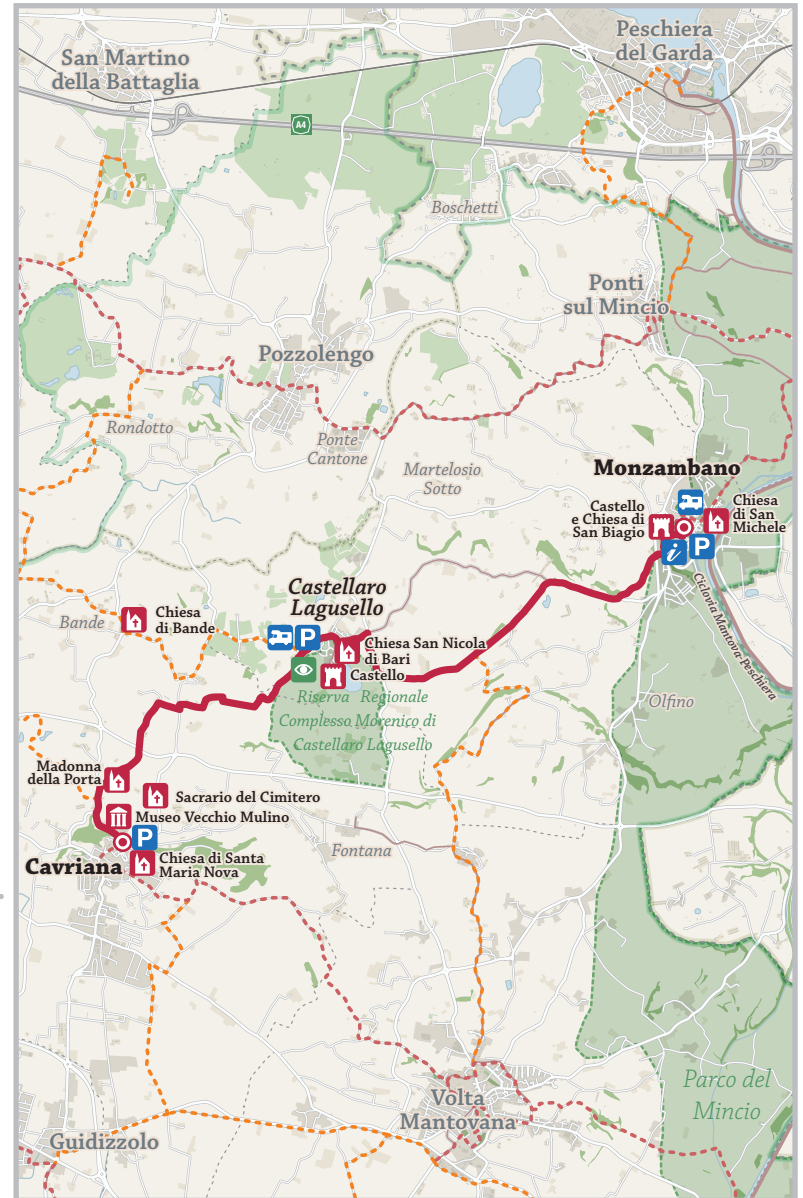 Peschiera
del Garda
San Martino
della Battaglia
A4
Boschetti
Ponti
sul Mincio
Pozzolengo
Rondotto
Ponte
Cantone
Martelosio
Sotto
Monzambano
Castello
e Chiesa di
San Biagio
Chiesa
di San
Michele
P
i
Ciclovia Mantova-Peschiera
Castellaro
Lagusello
Bande
Chiesa
di Bande
P
Chiesa San Nicola
di Bari
Castello
Riserva Regionale
Complesso Morenico di
Castellaro Lagusello
Olfino
Madonna
della Porta
Sacrario del Cimitero
Museo Vecchio Mulino
P
Cavriana
Chiesa di Santa
Maria Nova
Fontana
Parco del
Mincio
Volta
Mantovana
Guidizzolo